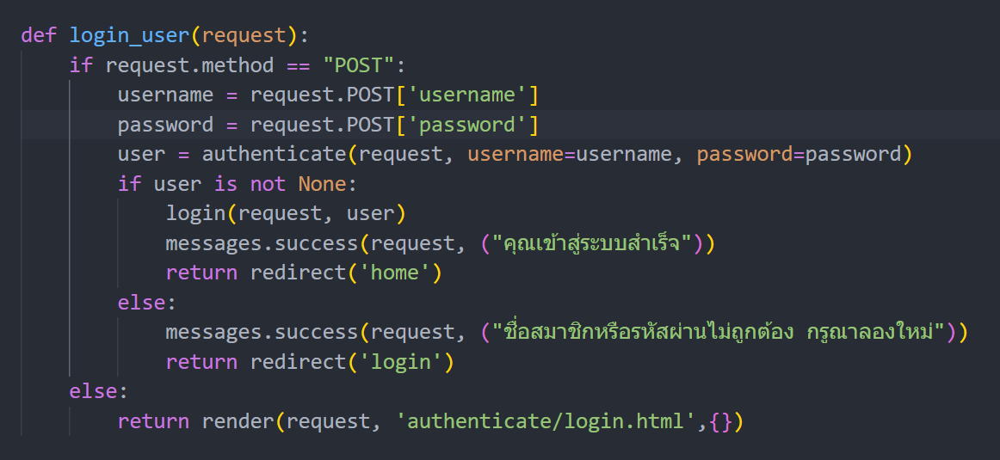 def login_user(request):
    if request.method == "POST":
        username = request.POST['username']
        password = request.POST['password']
        user = authenticate(request, username=username, password=password)
        if user is not None:
            login(request, user)
            messages.success(request, ("คุณเข้าสู่ระบบสำเร็จ"))
            return redirect('home')
        else:
            messages.success(request, ("ชื่อสมาชิกหรือรหัสผ่านไม่ถูกต้อง กรูณาลองใหม่"))
            return redirect('login')
    else:
        return render(request, 'authenticate/login.html',{})